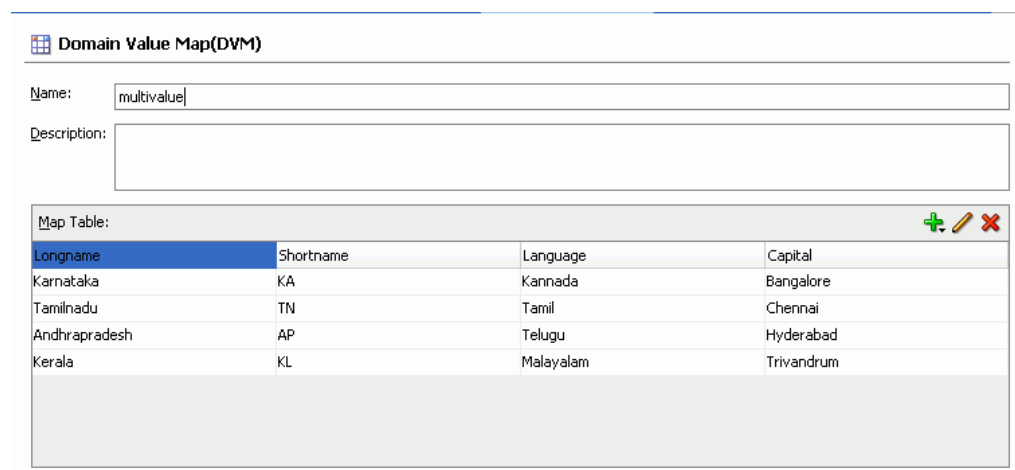 Domain Value Map(DVM)
Name: multivalue
Description:
Map Table:
Longname Shortname Language Capital
Karnataka KA Kannada Bangalore
Tamilnadu TN Tamil Chennai
Andhrapradesh AP Telugu Hyderabad
Kerala KL Malayalam Trivandrum